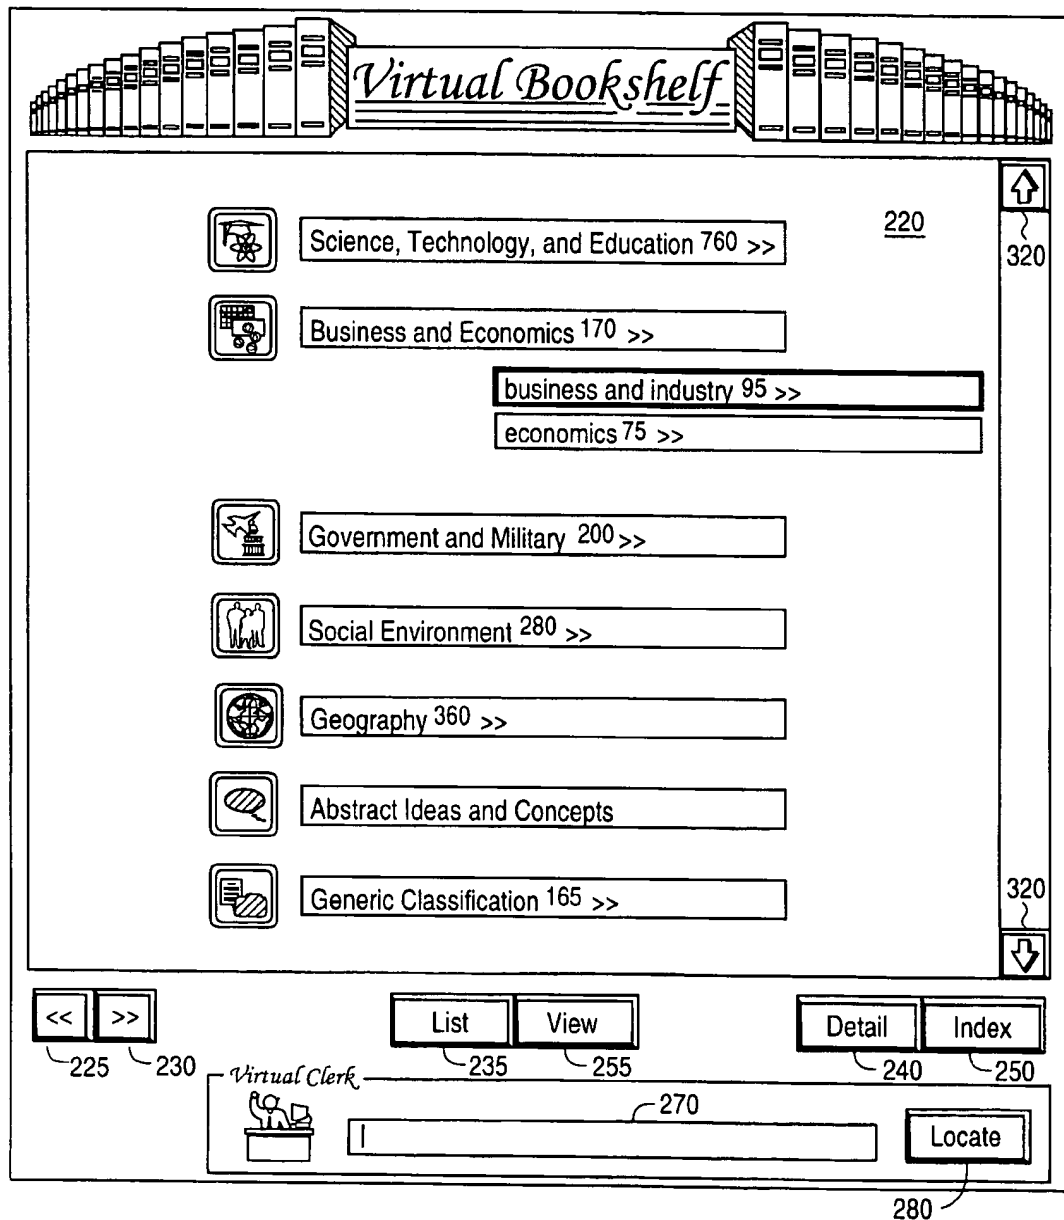 Virtual Bookshelf
220
320
Science, Technology, and Education 760 >>
Business and Economics 170 >>
business and industry 95 >>
economics 75 >>
Government and Military 200 >>
Social Environment 280 >>
Geography 360 >>
Abstract Ideas and Concepts
Generic Classification 165 >>
320
<< >> List View Detail Index
225 230 235 255 240 250
Virtual Clerk
270
Locate
280